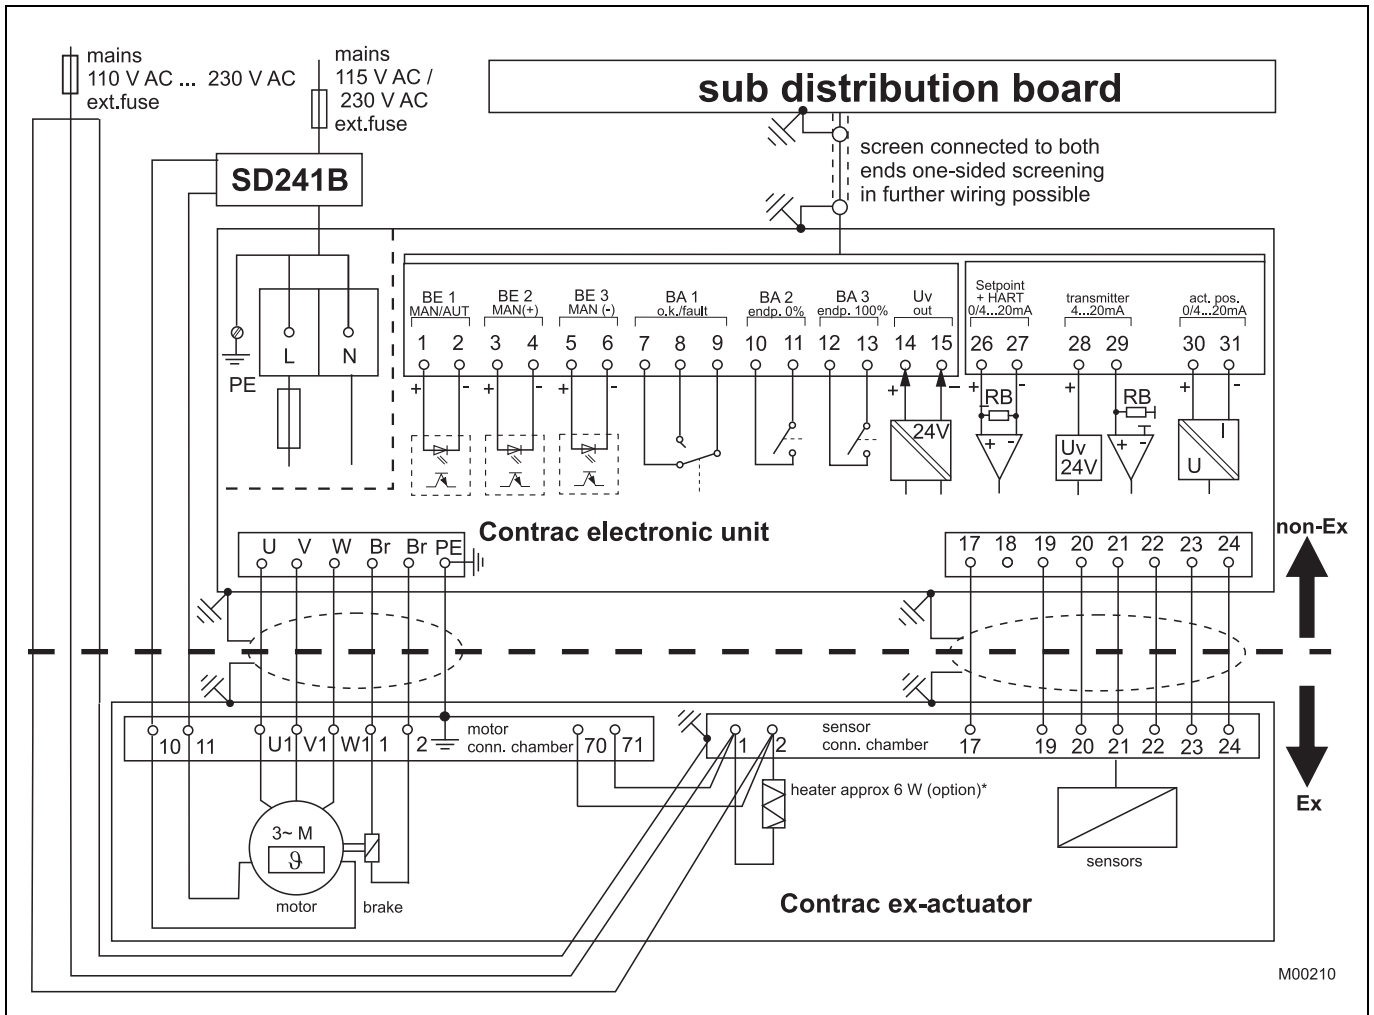 mains
110 V AC ... 230 V AC
ext.fuse
mains
115 V AC /
230 V AC
ext.fuse
sub distribution board
screen connected to both
ends one-sided screening
in further wiring possible
SD241B
PE
L N
BE 1
MAN/AUT
BE 2
MAN(+)
BE 3
MAN (-)
BA 1
o.k./fault
BA 2
endp. 0%
BA 3
endp. 100%
Uv
out
Setpoint
+ HART
0/4...20mA
transmitter
4...20mA
act. pos.
0/4...20mA
1 2 3 4 5 6 7 8 9 10 11 12 13 14 15 26 27 28 29 30 31
+ - + - + - + - + - + + -
RB RB
24V
+ -
Uv
24V
+ -
I
U
Contrac electronic unit
non-Ex
U V W Br Br PE
17 18 19 20 21 22 23 24
10 11 U1 V1 W1 1 2
motor
conn. chamber
70 71
1 2
sensor
conn. chamber
17 19 20 21 22 23 24
Ex
heater approx 6 W (option)*
3~ M
ϑ
motor
brake
sensors
Contrac ex-actuator
M00210